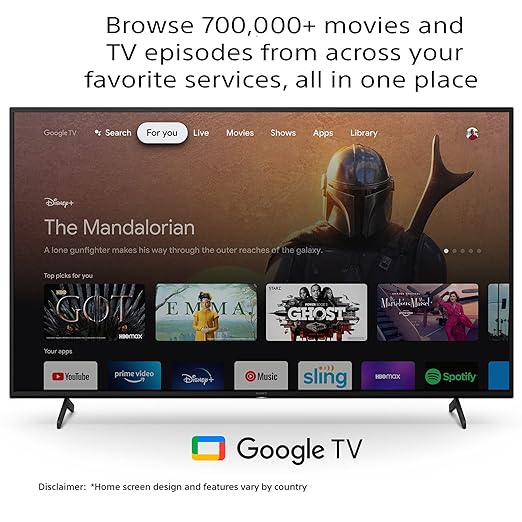 Browse 700,000+ movies and
TV episodes from across your
favorite services, all in one place
Google TV Search For you Live Movies Shows Apps Library
Disney+
The Mandalorian
A lone gunfighter makes his way through the outer reaches of the galaxy.
Top picks for you
HBO
GOT
HBOmax
EMMA.
STARZ
POWER BOOK II
GHOST
Marvelous Mrs. Maisel
Your apps
YouTube prime video Disney+ Music sling HBOmax Spotify
SONY
Google TV
Disclaimer: *Home screen design and features vary by country